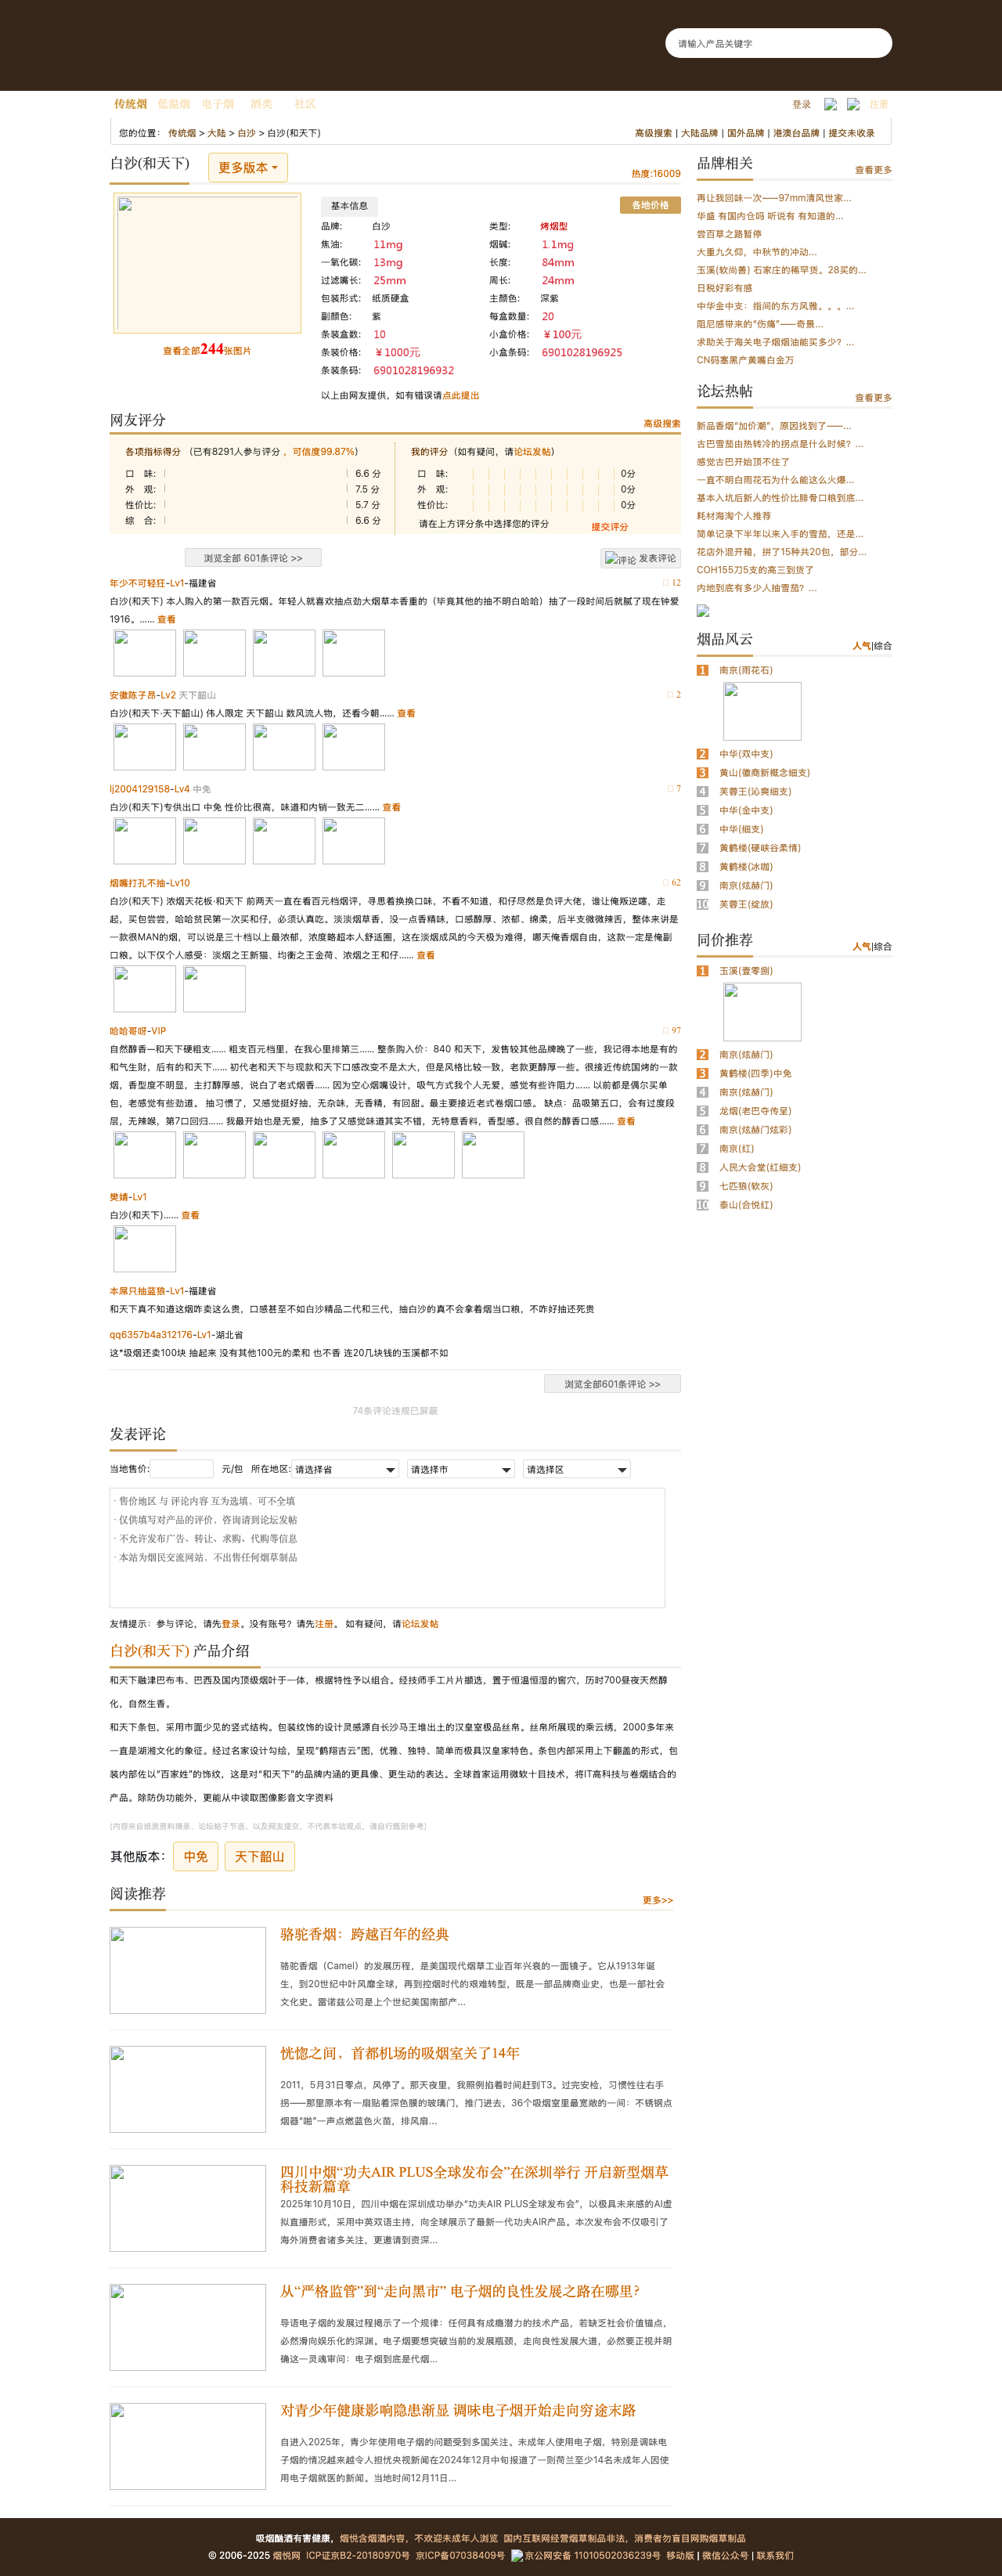 请输入产品关键字
传统烟 低温烟 电子烟 酒类 社区
登录 注册
您的位置： 传统烟 > 大陆 > 白沙 > 白沙(和天下)
高级搜索 | 大陆品牌 | 国外品牌 | 港澳台品牌 | 提交未收录
白沙(和天下) 更多版本
热度:16009
查看全部244张图片
基本信息
各地价格
品牌: 白沙 类型: 烤烟型
焦油: 11mg 烟碱: 1.1mg
一氧化碳: 13mg 长度: 84mm
过滤嘴长: 25mm 周长: 24mm
包装形式: 纸质硬盒 主颜色: 深紫
副颜色: 紫 每盒数量: 20
条装盒数: 10 小盒价格: ￥100元
条装价格: ￥1000元 小盒条码: 6901028196925
条装条码: 6901028196932
以上由网友提供，如有错误请点此提出
网友评分
高级搜索
各项指标得分 （已有8291人参与评分 ，可信度99.87%）
口 味: 6.6 分
外 观: 7.5 分
性价比: 5.7 分
综 合: 6.6 分
我的评分（如有疑问，请论坛发帖）
口 味: 0分
外 观: 0分
性价比: 0分
请在上方评分条中选择您的评分 提交评分
浏览全部 601条评论 >>
评论 发表评论
年少不可轻狂-Lv1-福建省 12
白沙(和天下) 本人购入的第一款百元烟。年轻人就喜欢抽点劲大烟草本香重的（毕竟其他的抽不明白哈哈）抽了一段时间后就腻了现在钟爱
1916。...... 查看
安徽陈子昂-Lv2 天下韶山 2
白沙(和天下·天下韶山) 伟人限定 天下韶山 数风流人物，还看今朝...... 查看
lj2004129158-Lv4 中免 7
白沙(和天下)专供出口 中免 性价比很高，味道和内销一致无二...... 查看
烟嘴打孔不抽-Lv10 62
白沙(和天下) 浓烟天花板·和天下 前两天一直在看百元档烟评，寻思着换换口味，不看不知道，和仔尽然是负评大佬，谁让俺叛逆噻，走
起，买包尝尝，哈哈贫民第一次买和仔，必须认真吃。淡淡烟草香，没一点香精味，口感醇厚、浓郁、绵柔，后半支微微辣舌，整体来讲是
一款很MAN的烟，可以说是三十档以上最浓郁，浓度略超本人舒适圈，这在淡烟成风的今天极为难得，哪天俺香烟自由，这款一定是俺副
口粮。以下仅个人感受：淡烟之王新猫、均衡之王金荷、浓烟之王和仔...... 查看
哈哈哥呀-VIP 97
自然醇香—和天下硬粗支...... 粗支百元档里，在我心里排第三...... 整条购入价：840 和天下，发售较其他品牌晚了一些，我记得本地是有的
和气生财，后有的和天下...... 初代老和天下与现款和天下口感改变不是太大，但是风格比较一致，老款更醇厚一些。很接近传统国烤的一款
烟，香型度不明显，主打醇厚感，说白了老式烟香...... 因为空心烟嘴设计，吸气方式我个人无爱，感觉有些许阻力...... 以前都是偶尔买单
包，老感觉有些劲道。 抽习惯了，又感觉挺好抽，无杂味，无香精，有回甜。最主要接近老式卷烟口感。 缺点：品吸第五口，会有过度段
层，无辣喉，第7口回归...... 我最开始也是无爱，抽多了又感觉味道其实不错，无特意香料，香型感。很自然的醇香口感...... 查看
樊婧-Lv1
白沙(和天下)...... 查看
本屌只抽蓝狼-Lv1-福建省
和天下真不知道这烟咋卖这么贵，口感甚至不如白沙精品二代和三代，抽白沙的真不会拿着烟当口粮，不咋好抽还死贵
qq6357b4a312176-Lv1-湖北省
这*圾烟还卖100块 抽起来 没有其他100元的柔和 也不香 连20几块钱的玉溪都不如
浏览全部601条评论 >>
74条评论违规已屏蔽
发表评论
当地售价: 元/包 所在地区: 请选择省 请选择市 请选择区
· 售价地区 与 评论内容 互为选填，可不全填
· 仅供填写对产品的评价，咨询请到论坛发帖
· 不允许发布广告、转让、求购、代购等信息
· 本站为烟民交流网站，不出售任何烟草制品
友情提示：参与评论，请先登录。没有账号？请先注册。 如有疑问，请论坛发帖
白沙(和天下) 产品介绍
和天下融津巴布韦、巴西及国内顶级烟叶于一体，根据特性予以组合。经技师手工片片撷选，置于恒温恒湿的窖穴，历时700昼夜天然醇
化，自然生香。
和天下条包，采用市面少见的竖式结构。包装纹饰的设计灵感源自长沙马王堆出土的汉皇室极品丝帛。丝帛所展现的乘云绣，2000多年来
一直是湖湘文化的象征。经过名家设计勾绘，呈现“鹤翔吉云”图，优雅、独特、简单而极具汉皇家特色。条包内部采用上下翻盖的形式，包
装内部佐以“百家姓”的饰纹，这是对“和天下”的品牌内涵的更具像、更生动的表达。全球首家运用微软十目技术，将IT高科技与卷烟结合的
产品。除防伪功能外，更能从中读取图像影音文字资料
(内容来自纸质资料摘录、论坛帖子节选，以及网友提交，不代表本站观点，请自行甄别参考)
其他版本： 中免 天下韶山
阅读推荐
更多>>
骆驼香烟：跨越百年的经典
骆驼香烟（Camel）的发展历程，是美国现代烟草工业百年兴衰的一面镜子。它从1913年诞
生，到20世纪中叶风靡全球，再到控烟时代的艰难转型，既是一部品牌商业史，也是一部社会
文化史。雷诺兹公司是上个世纪美国南部产...
恍惚之间，首都机场的吸烟室关了14年
2011，5月31日零点，风停了。那天夜里，我照例掐着时间赶到T3。过完安检，习惯性往右手
拐——那里原本有一扇贴着深色膜的玻璃门，推门进去，36个吸烟室里最宽敞的一间：不锈钢点
烟器“啪”一声点燃蓝色火苗，排风扇...
四川中烟“功夫AIR PLUS全球发布会”在深圳举行 开启新型烟草
科技新篇章
2025年10月10日，四川中烟在深圳成功举办“功夫AIR PLUS全球发布会”，以极具未来感的AI虚
拟直播形式，采用中英双语主持，向全球展示了最新一代功夫AIR产品。本次发布会不仅吸引了
海外消费者诸多关注，更邀请到资深...
从“严格监管”到“走向黑市” 电子烟的良性发展之路在哪里？
导语电子烟的发展过程揭示了一个规律：任何具有成瘾潜力的技术产品，若缺乏社会价值锚点，
必然滑向娱乐化的深渊。电子烟要想突破当前的发展瓶颈，走向良性发展大道，必然要正视并明
确这一灵魂审问：电子烟到底是代烟...
对青少年健康影响隐患渐显 调味电子烟开始走向穷途末路
自进入2025年，青少年使用电子烟的问题受到多国关注。未成年人使用电子烟，特别是调味电
子烟的情况越来越令人担忧央视新闻在2024年12月中旬报道了一则荷兰至少14名未成年人因使
用电子烟就医的新闻。当地时间12月11日...
品牌相关
查看更多
再让我回味一次——97mm清风世家...
华盛 有国内仓吗 听说有 有知道的...
尝百草之路暂停
大重九久仰，中秋节的冲动...
玉溪(软尚善) 石家庄的稀罕货。28买的...
日税好彩有感
中华金中支：指间的东方风雅。。。...
阻尼感带来的“伤痛”——奇景...
求助关于海关电子烟烟油能买多少？...
CN码塞黑产黄嘴白金万
论坛热帖
查看更多
新品香烟“加价潮”，原因找到了——...
古巴雪茄由热转冷的拐点是什么时候？...
感觉古巴开始顶不住了
一直不明白雨花石为什么能这么火爆...
基本入坑后新人的性价比腓骨口粮到底...
耗材海淘个人推荐
简单记录下半年以来入手的雪茄，还是...
花店外混开箱，拼了15种共20包，部分...
COH155刀5支的高三到货了
内地到底有多少人抽雪茄？...
烟品风云
人气|综合
1 南京(雨花石)
2 中华(双中支)
3 黄山(徽商新概念细支)
4 芙蓉王(沁爽细支)
5 中华(金中支)
6 中华(细支)
7 黄鹤楼(硬峡谷柔情)
8 黄鹤楼(冰咖)
9 南京(炫赫门)
10 芙蓉王(绽放)
同价推荐
人气|综合
1 玉溪(壹零捌)
2 南京(炫赫门)
3 黄鹤楼(四季)中免
4 南京(炫赫门)
5 龙烟(老巴夺传呈)
6 南京(炫赫门炫彩)
7 南京(红)
8 人民大会堂(红细支)
9 七匹狼(软灰)
10 泰山(合悦红)
吸烟酗酒有害健康，烟悦含烟酒内容，不欢迎未成年人浏览 国内互联网经营烟草制品非法，消费者勿盲目网购烟草制品
© 2006-2025 烟悦网 ICP证京B2-20180970号 京ICP备07038409号 京公网安备 11010502036239号 移动版 | 微信公众号 | 联系我们